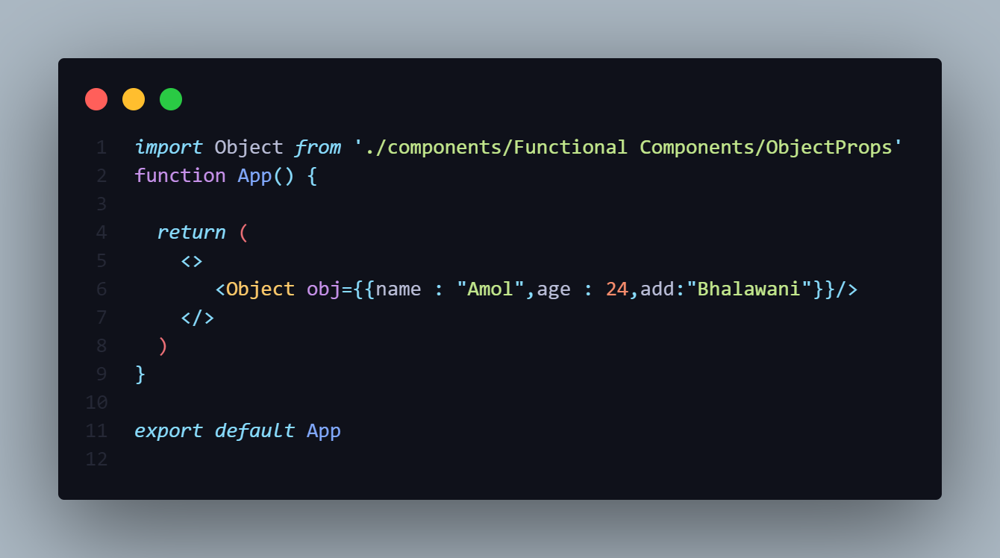 1 import Object from './components/Functional Components/ObjectProps'
2 function App() {
3
4   return (
5     <>
6        <Object obj={{name : "Amol",age : 24,add:"Bhalawani"}}/>
7     </>
8   )
9 }
10
11 export default App
12